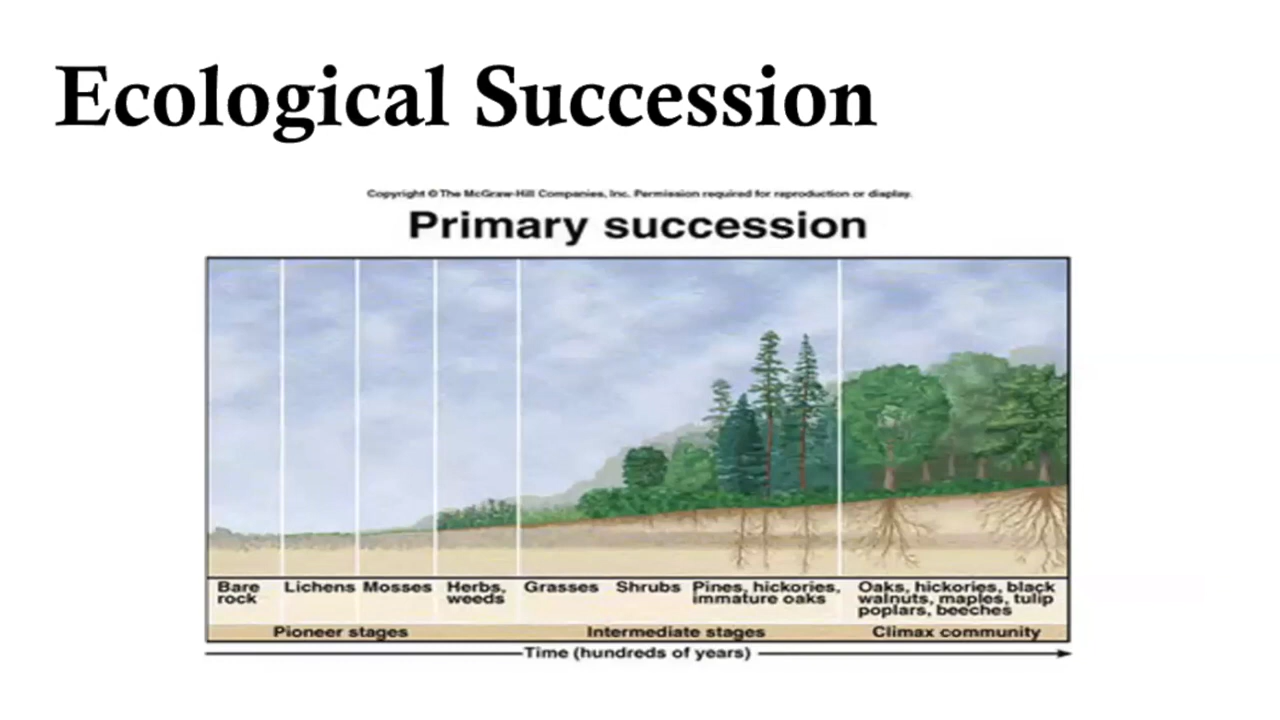 Ecological Succession
Copyright © The McGraw-Hill Companies, Inc. Permission required for reproduction or display.
Primary succession
Bare rock
Lichens
Mosses
Herbs, weeds
Grasses
Shrubs
Pines, hickories,
immature oaks
Oaks, hickories, black
walnuts, maples, tulip
poplars, beeches
Pioneer stages
Intermediate stages
Climax community
Time (hundreds of years)